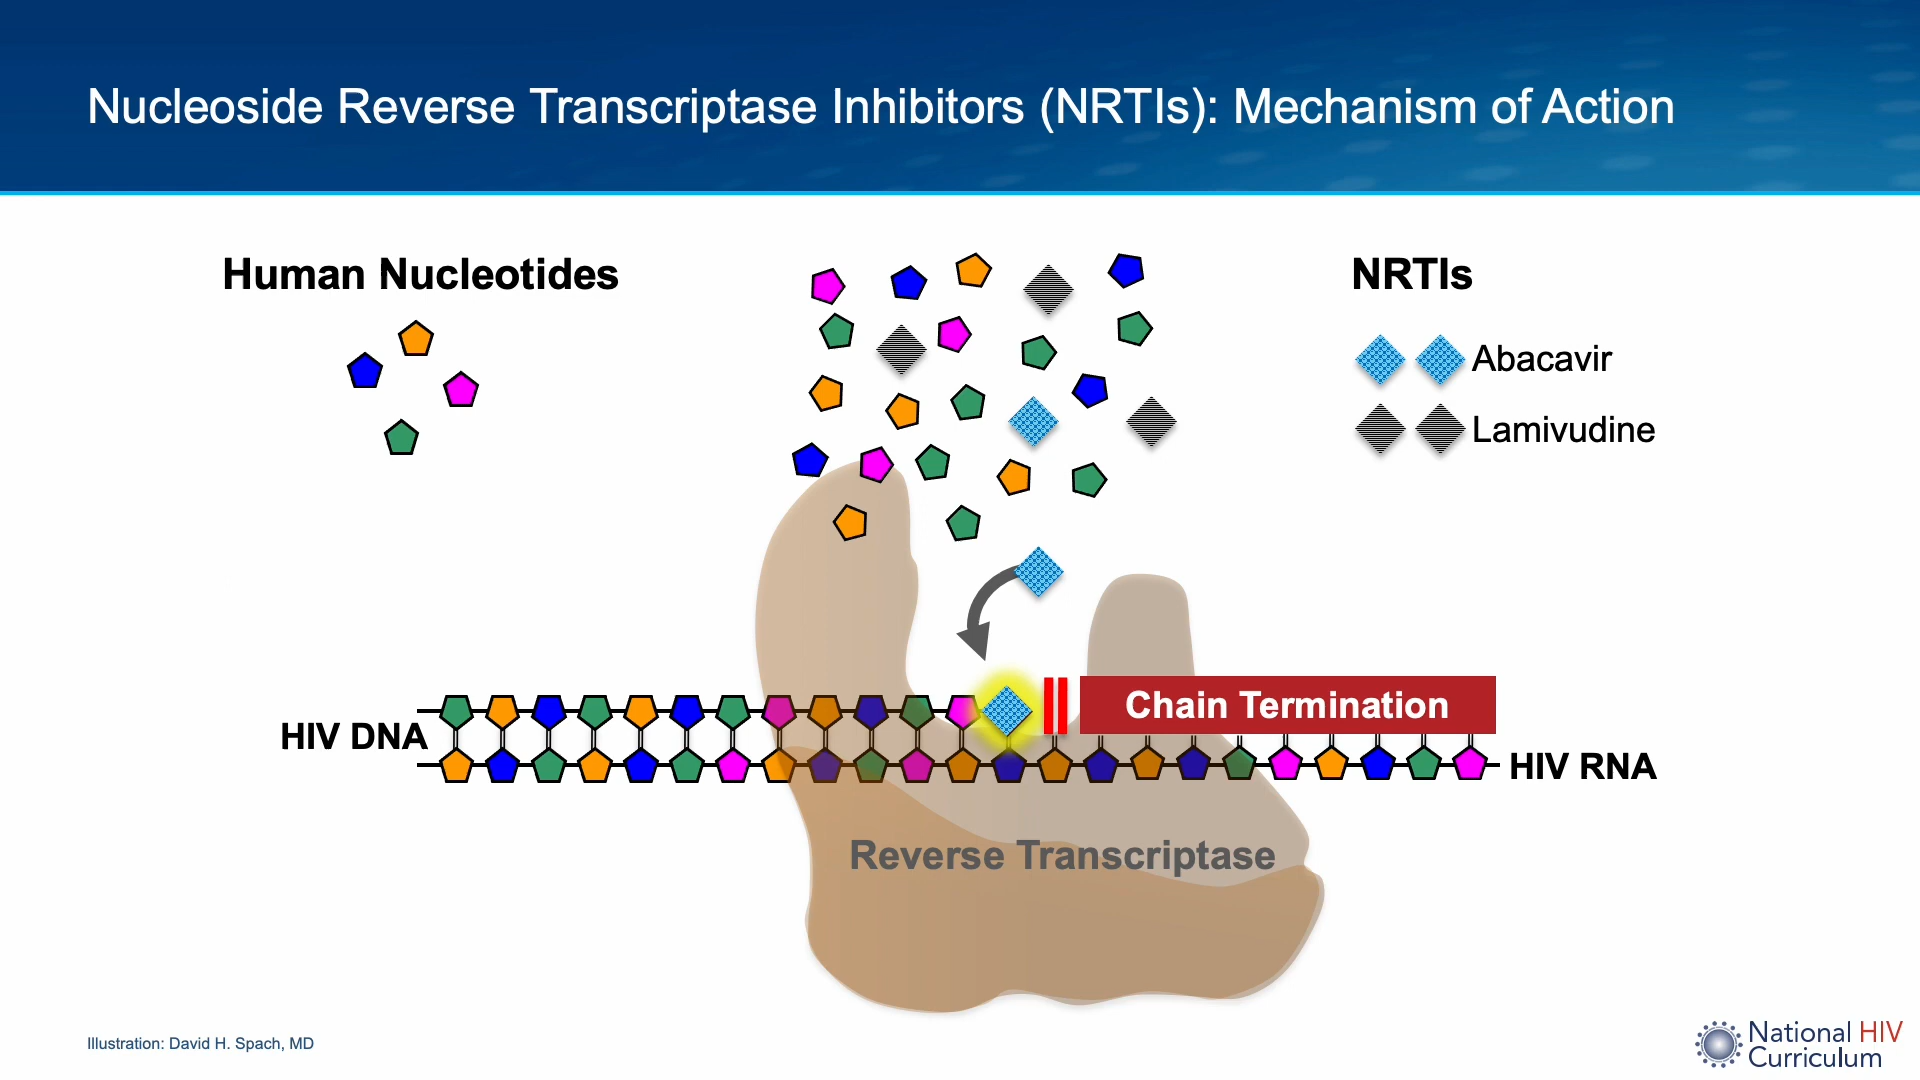 Nucleoside Reverse Transcriptase Inhibitors (NRTIs): Mechanism of Action
Human Nucleotides
NRTIs
Abacavir
Lamivudine
Chain Termination
HIV DNA
HIV RNA
Reverse Transcriptase
Illustration: David H. Spach, MD
National HIV
Curriculum